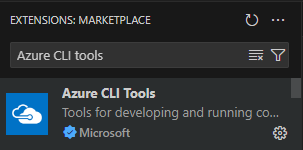 EXTENSIONS: MARKETPLACE
Azure CLI tools
Azure CLI Tools
Tools for developing and running co...
Microsoft